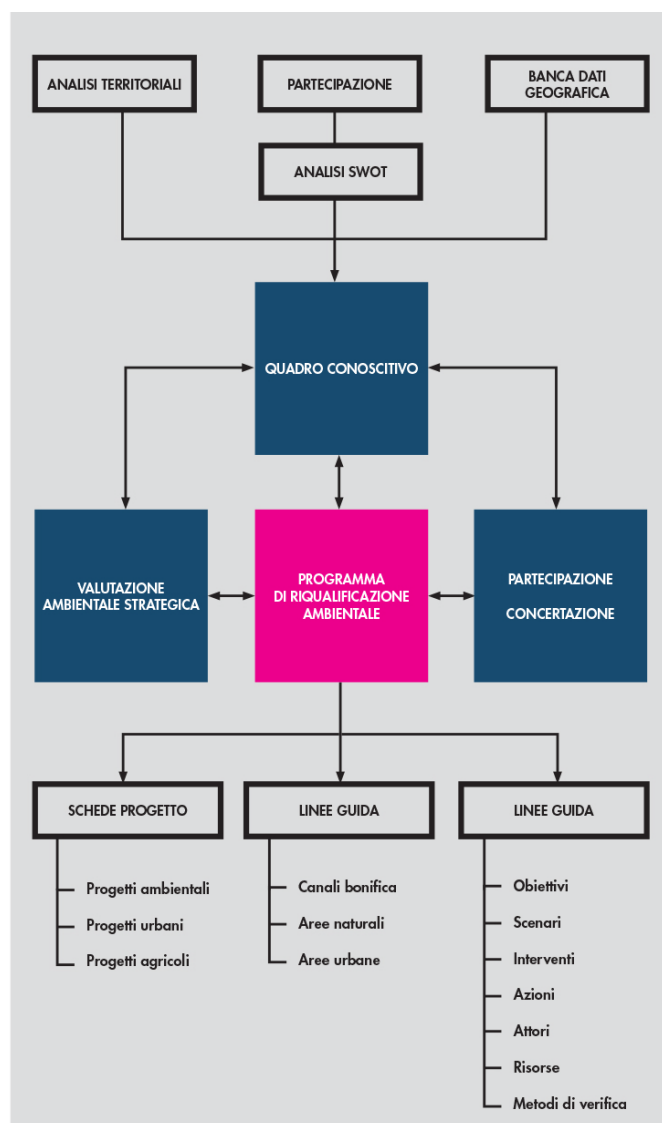 ANALISI TERRITORIALI
PARTECIPAZIONE
BANCA DATI
GEOGRAFICA
ANALISI SWOT
QUADRO CONOSCITIVO
VALUTAZIONE
AMBIENTALE STRATEGICA
PROGRAMMA
DI RIQUALIFICAZIONE
AMBIENTALE
PARTECIPAZIONE
CONCERTAZIONE
SCHEDE PROGETTO
Progetti ambientali
Progetti urbani
Progetti agricoli
LINEE GUIDA
Canali bonifica
Aree naturali
Aree urbane
LINEE GUIDA
Obiettivi
Scenari
Interventi
Azioni
Attori
Risorse
Metodi di verifica